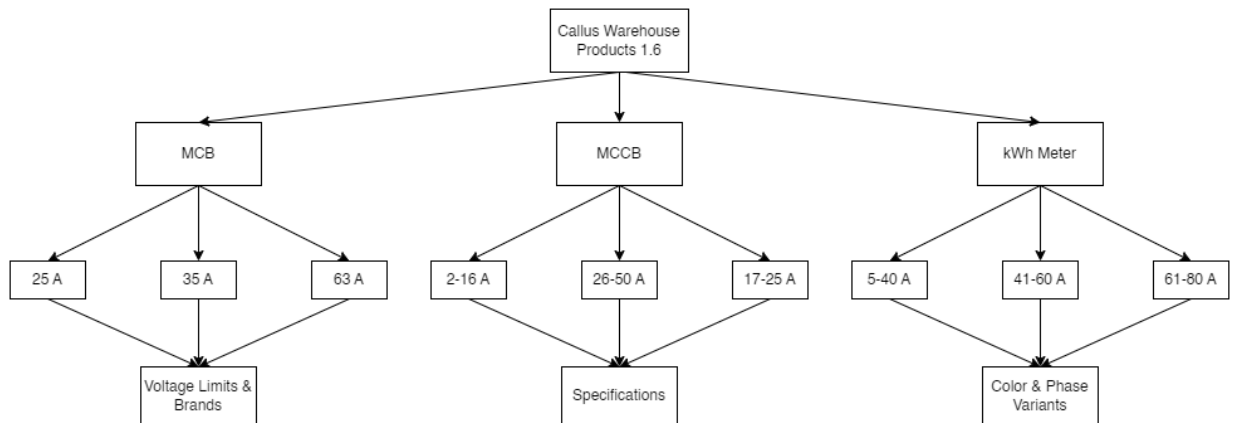 Callus Warehouse
Products 1.6
MCB
MCCB
kWh Meter
25 A
35 A
63 A
2-16 A
26-50 A
17-25 A
5-40 A
41-60 A
61-80 A
Voltage Limits &
Brands
Specifications
Color & Phase
Variants